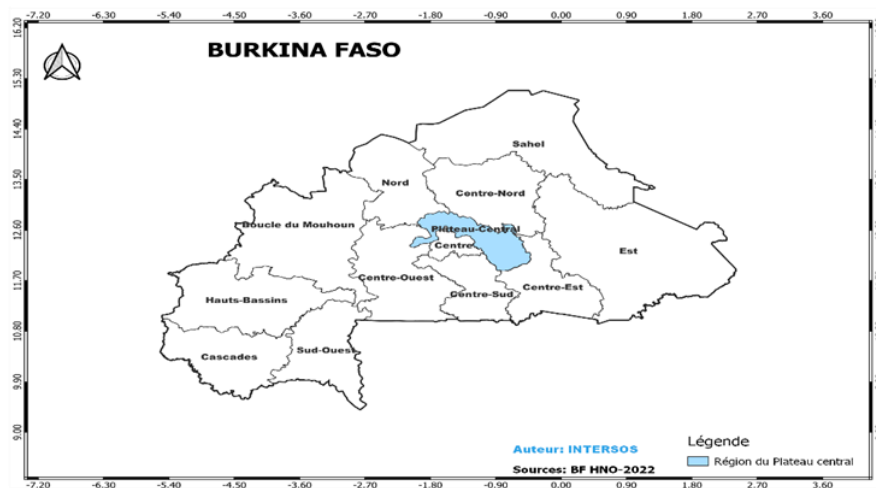 -7.20 -6.30 -5.40 -4.50 -3.60 -2.70 -1.80 -0.90 0.00 0.90 1.80 2.70 3.60
16.20
15.30
14.40
13.50
12.60
11.70
10.80
9.90
9.00
BURKINA FASO
Sahel
Nord
Centre-Nord
Boucle du Mouhoun
Plateau-Central
Centre
Est
Centre-Ouest
Centre-Est
Hauts-Bassins
Centre-Sud
Cascades
Sud-Ouest
Auteur: INTERSOS
Sources: BF HNO-2022
Légende
Région du Plateau central
-7.20 -6.30 -5.40 -4.50 -3.60 -2.70 -1.80 -0.90 0.00 0.90 1.80 2.70 3.60